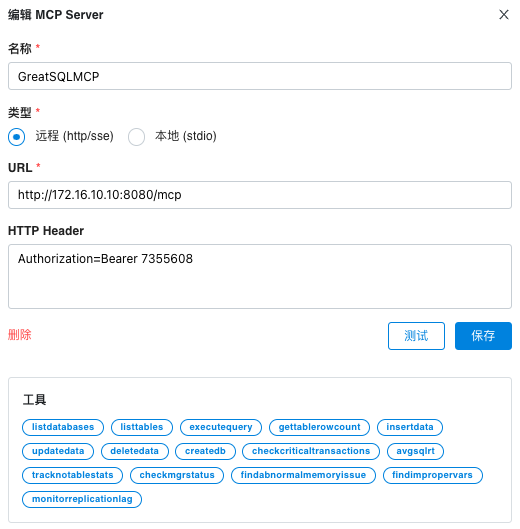 编辑 MCP Server
名称 *
GreatSQLMCP
类型 *
远程 (http/sse) 本地 (stdio)
URL *
http://172.16.10.10:8080/mcp
HTTP Header
Authorization=Bearer 7355608
删除 测试 保存
工具
listdatabases listtables executequery gettablerowcount insertdata
updatedata deletedata createdb checkcriticaltransactions avgsqlrt
tracknotablestats checkmgrstatus findabnormalmemoryissue findimpropervars
monitorreplicationlag